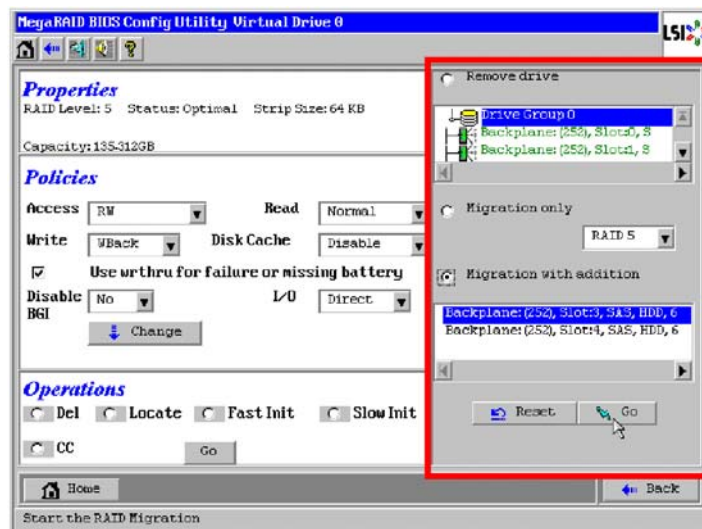 MegaRAID BIOS Config Utility Virtual Drive 0
LSI
Properties
RAID Level: 5 Status: Optimal Strip Size: 64 KB
Capacity: 135.312GB
Policies
Access RW Read Normal
Write WBack Disk Cache Disable
Use wrthru for failure or missing battery
Disable BGI No I/O Direct
Change
Operations
Del Locate Fast Init Slow Init
CC Go
Remove drive
Drive Group 0
Backplane: (252), Slot:0, S
Backplane: (252), Slot:1, S
Migration only
RAID 5
Migration with addition
Backplane: (252), Slot:3, SAS, HDD, 6
Backplane: (252), Slot:4, SAS, HDD, 6
Reset Go
Home Back
Start the RAID Migration